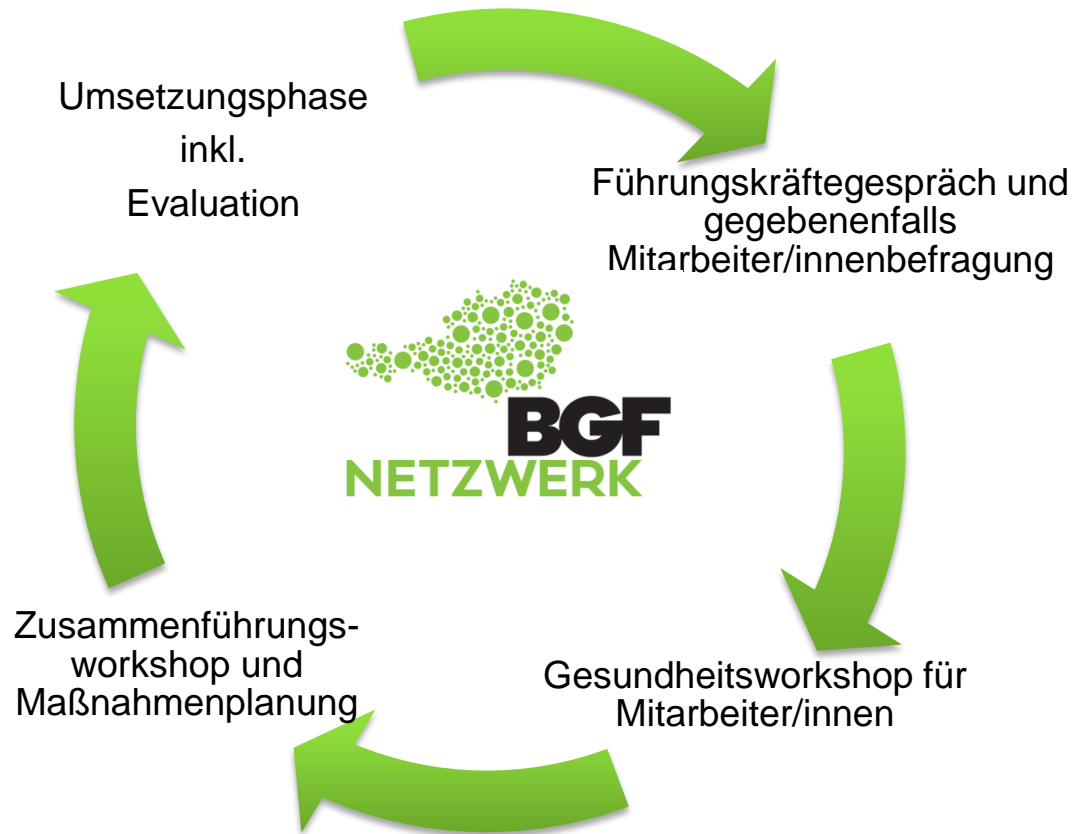 Umsetzungsphase
inkl.
Evaluation
Führungskräftegespräch und
gegebenenfalls
Mitarbeiter/innenbefragung
BGF
NETZWERK
Zusammenführungs-
workshop und
Maßnahmenplanung
Gesundheitsworkshop für
Mitarbeiter/innen